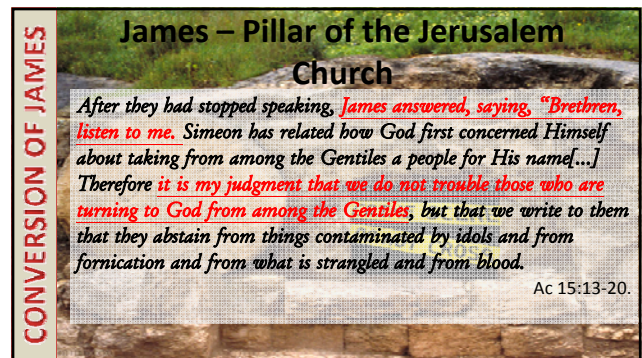 CONVERSION OF JAMES
James – Pillar of the Jerusalem
Church
After they had stopped speaking, James answered, saying, “Brethren,
listen to me. Simeon has related how God first concerned Himself
about taking from among the Gentiles a people for His name[...]
Therefore it is my judgment that we do not trouble those who are
turning to God from among the Gentiles, but that we write to them
that they abstain from things contaminated by idols and from
fornication and from what is strangled and from blood.
Ac 15:13-20.